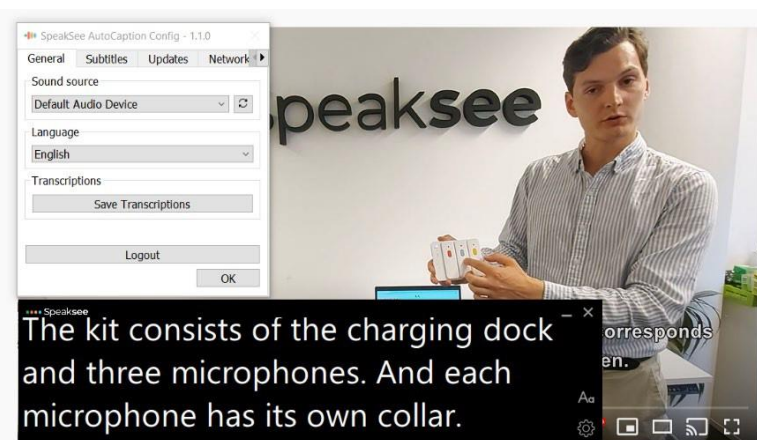 SpeakSee AutoCaption Config - 1.1.0
General Subtitles Updates Network
Sound source
Default Audio Device
Language
English
Transcriptions
Save Transcriptions
Logout
OK
peaksee
Speaksee
The kit consists of the charging dock
and three microphones. And each
microphone has its own collar.
orresponds
en.
Aa